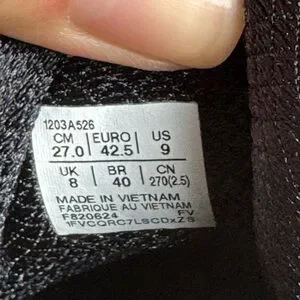 1203A526
CM EURO US
27.0 42.5 9
UK BR CN
8 40 270(2.5)
MADE IN VIETNAM
FABRIQUE AU VIETNAM
F820624 FV
1FVCQRC7LSCDxZS